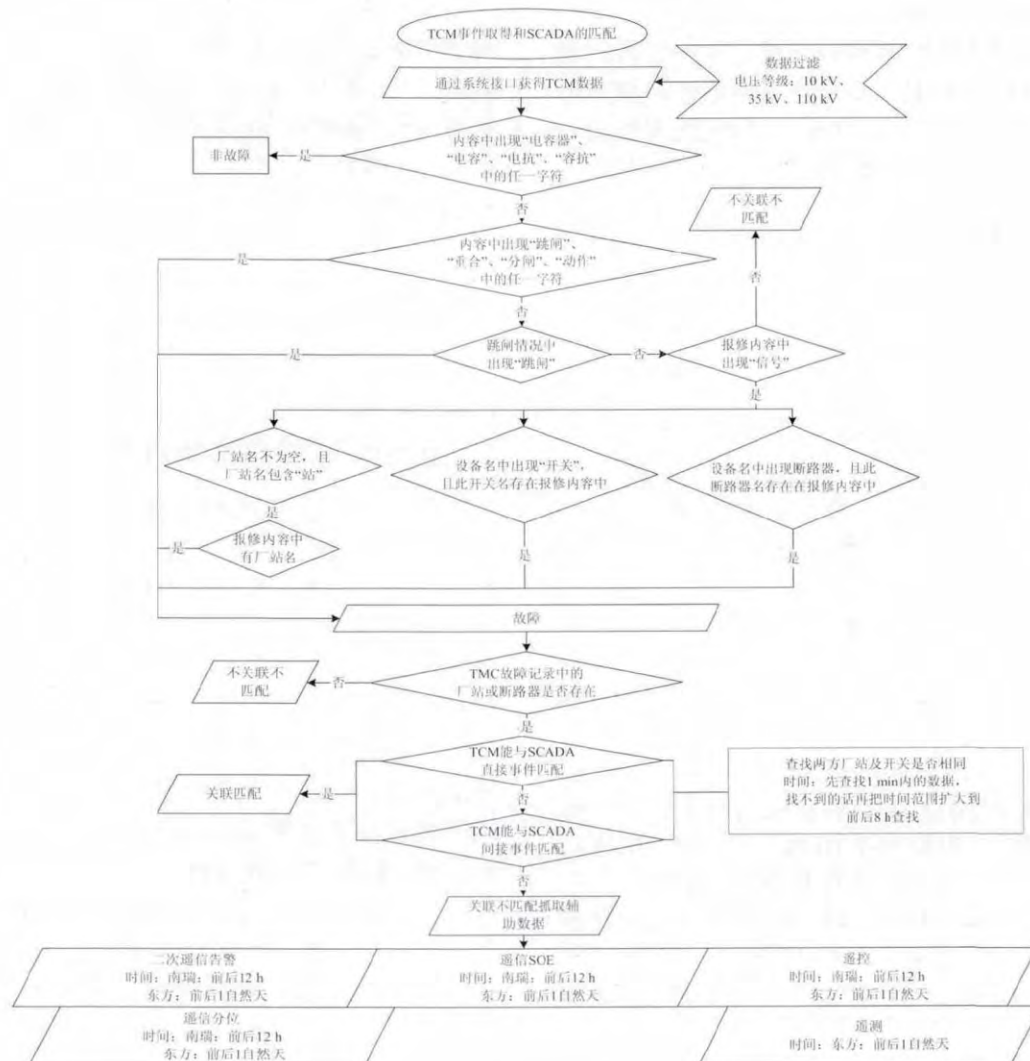 TCM事件取得和SCADA的匹配
通过系统接口获得TCM数据
数据过滤
电压等级：10 kV、
35 kV、110 kV
内容中出现“电容器”、
“电容”、“电抗”、“容抗”
中的任一字符
是
非故障
否
不关联不
匹配
内容中出现“跳闸”、
“重合”、“分闸”、“动作”
中的任一字符
是
否
否
跳闸情况中
出现“跳闸”
是
否
报修内容中
出现“信号”
是
厂站名不为空，且
厂站名包含“站”
设备名中出现“开关”，
且此开关名存在报修内容中
设备名中出现断路器，且此
断路器名存在在报修内容中
是
报修内容中
有厂站名
是
是
是
故障
TMC故障记录中的
厂站或断路器是否存在
否
不关联不
匹配
是
TCM能与SCADA
直接事件匹配
是
关联匹配
否
TCM能与SCADA
间接事件匹配
查找两方厂站及开关是否相同
时间：先查找1 min内的数据，
找不到的话再把时间范围扩大到
前后8 h查找
否
关联不匹配抓取辅
助数据
二次遥信告警
时间：南瑞：前后12 h
东方：前后1自然天
遥信SOE
时间：南瑞：前后12 h
东方：前后1自然天
遥控
时间：南瑞：前后12 h
东方：前后1自然天
遥信分位
时间：南瑞：前后12 h
东方：前后1自然天
遥测
时间：东方：前后1自然天